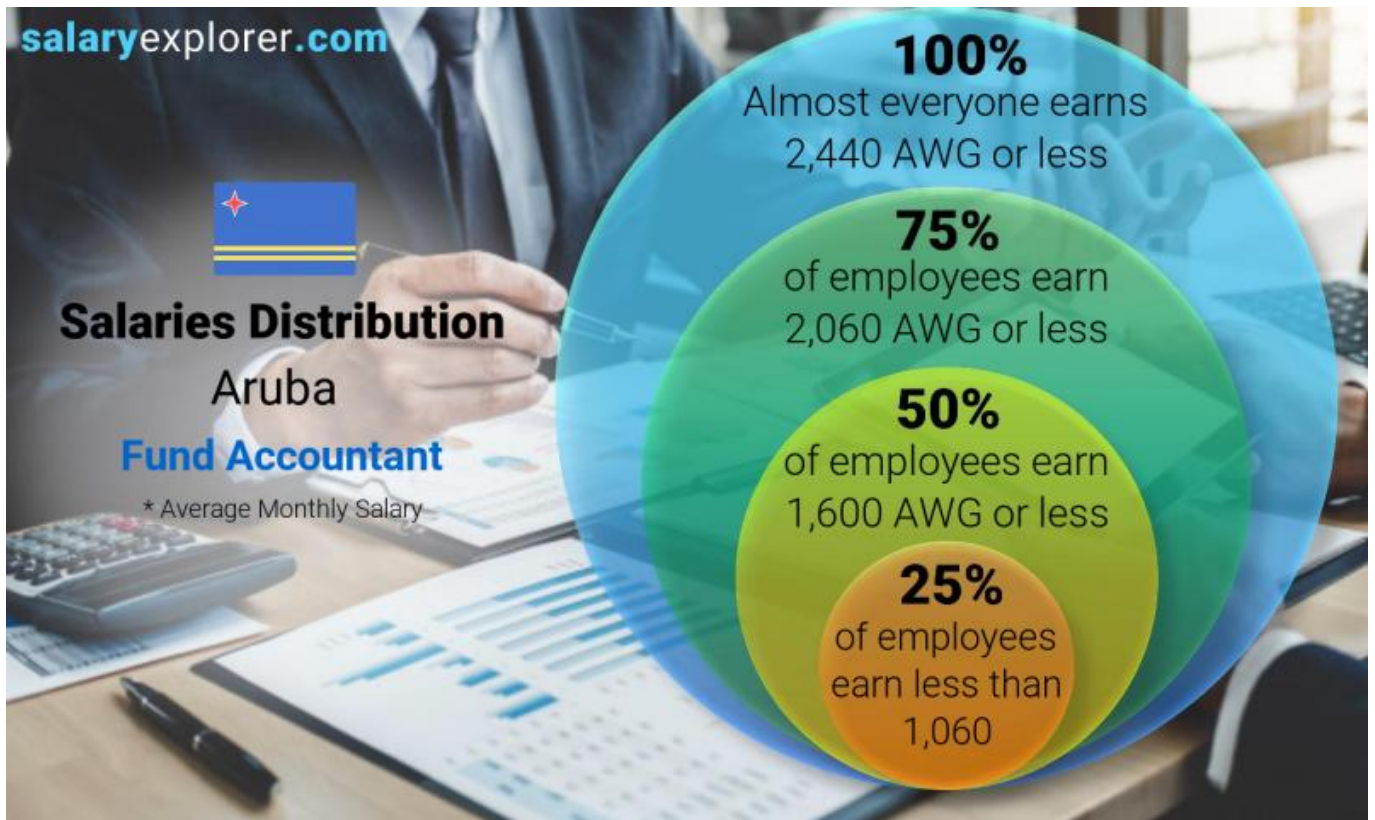 salaryexplorer.com
Salaries Distribution
Aruba
Fund Accountant
* Average Monthly Salary
100%
Almost everyone earns
2,440 AWG or less
75%
of employees earn
2,060 AWG or less
50%
of employees earn
1,600 AWG or less
25%
of employees
earn less than
1,060